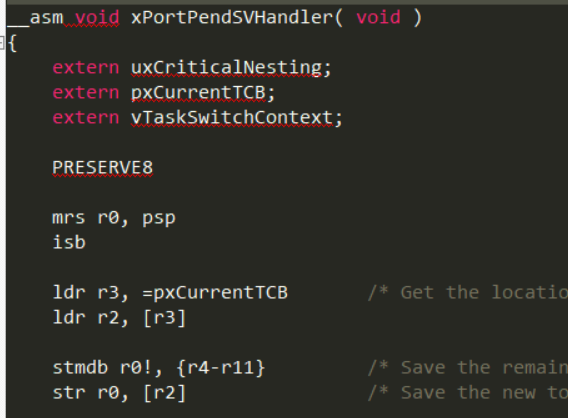 __asm void xPortPendSVHandler( void )
{
extern uxCriticalNesting;
extern pxCurrentTCB;
extern vTaskSwitchContext;
PRESERVE8
mrs r0, psp
isb
ldr r3, =pxCurrentTCB /* Get the locatio
ldr r2, [r3]
stmdb r0!, {r4-r11} /* Save the remain
str r0, [r2] /* Save the new to